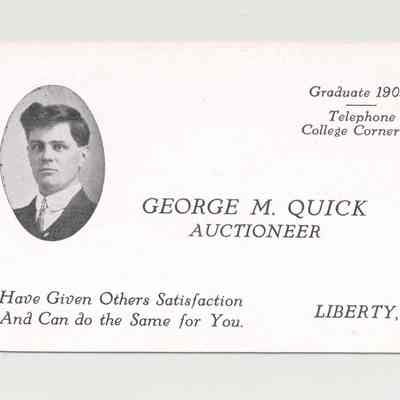 Graduate 190
Telephone
College Corner
GEORGE M. QUICK
AUCTIONEER
Have Given Others Satisfaction
And Can do the Same for You.
LIBERTY,